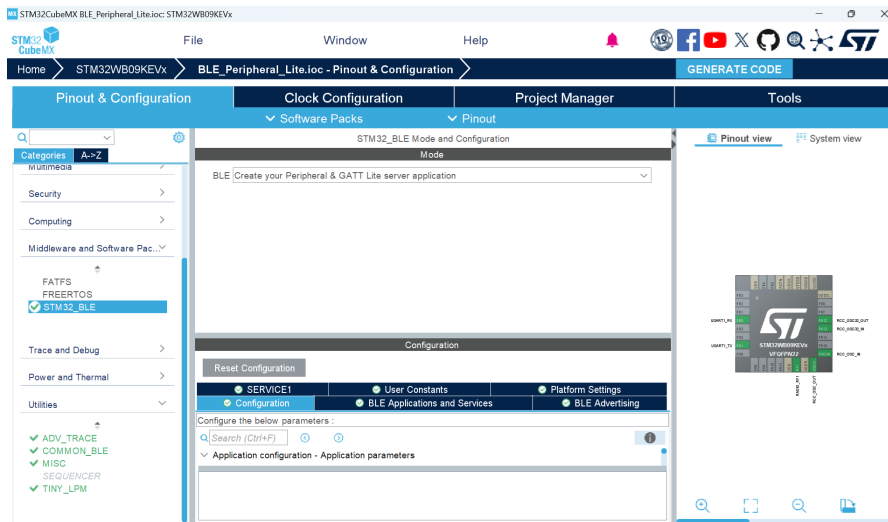 MX STM32CubeMX BLE_Peripheral_Lite.ioc: STM32WB09KEVx
STM32
CubeMX
File
Window
Help
Home
STM32WB09KEVx
BLE_Peripheral_Lite.ioc - Pinout & Configuration
GENERATE CODE
Pinout & Configuration
Clock Configuration
Project Manager
Tools
Software Packs
Pinout
STM32_BLE Mode and Configuration
Pinout view
System view
Categories
A->Z
Mode
Multimedia
BLE Create your Peripheral & GATT Lite server application
Security
Computing
Middleware and Software Pac...
FATFS
FREERTOS
STM32_BLE
USART1_RX
RCC_OSC32_OUT
RCC_OSC32_IN
USART1_TX
STM32WB09KEVx
VFQFPN32
RCC_OSC_IN
RCC_OSC_OUT
Trace and Debug
Configuration
Power and Thermal
Reset Configuration
SERVICE1
User Constants
Platform Settings
Utilities
Configuration
BLE Applications and Services
BLE Advertising
Configure the below parameters :
Search (Ctrl+F)
ADV_TRACE
COMMON_BLE
Application configuration - Application parameters
MISC
SEQUENCER
TINY_LPM